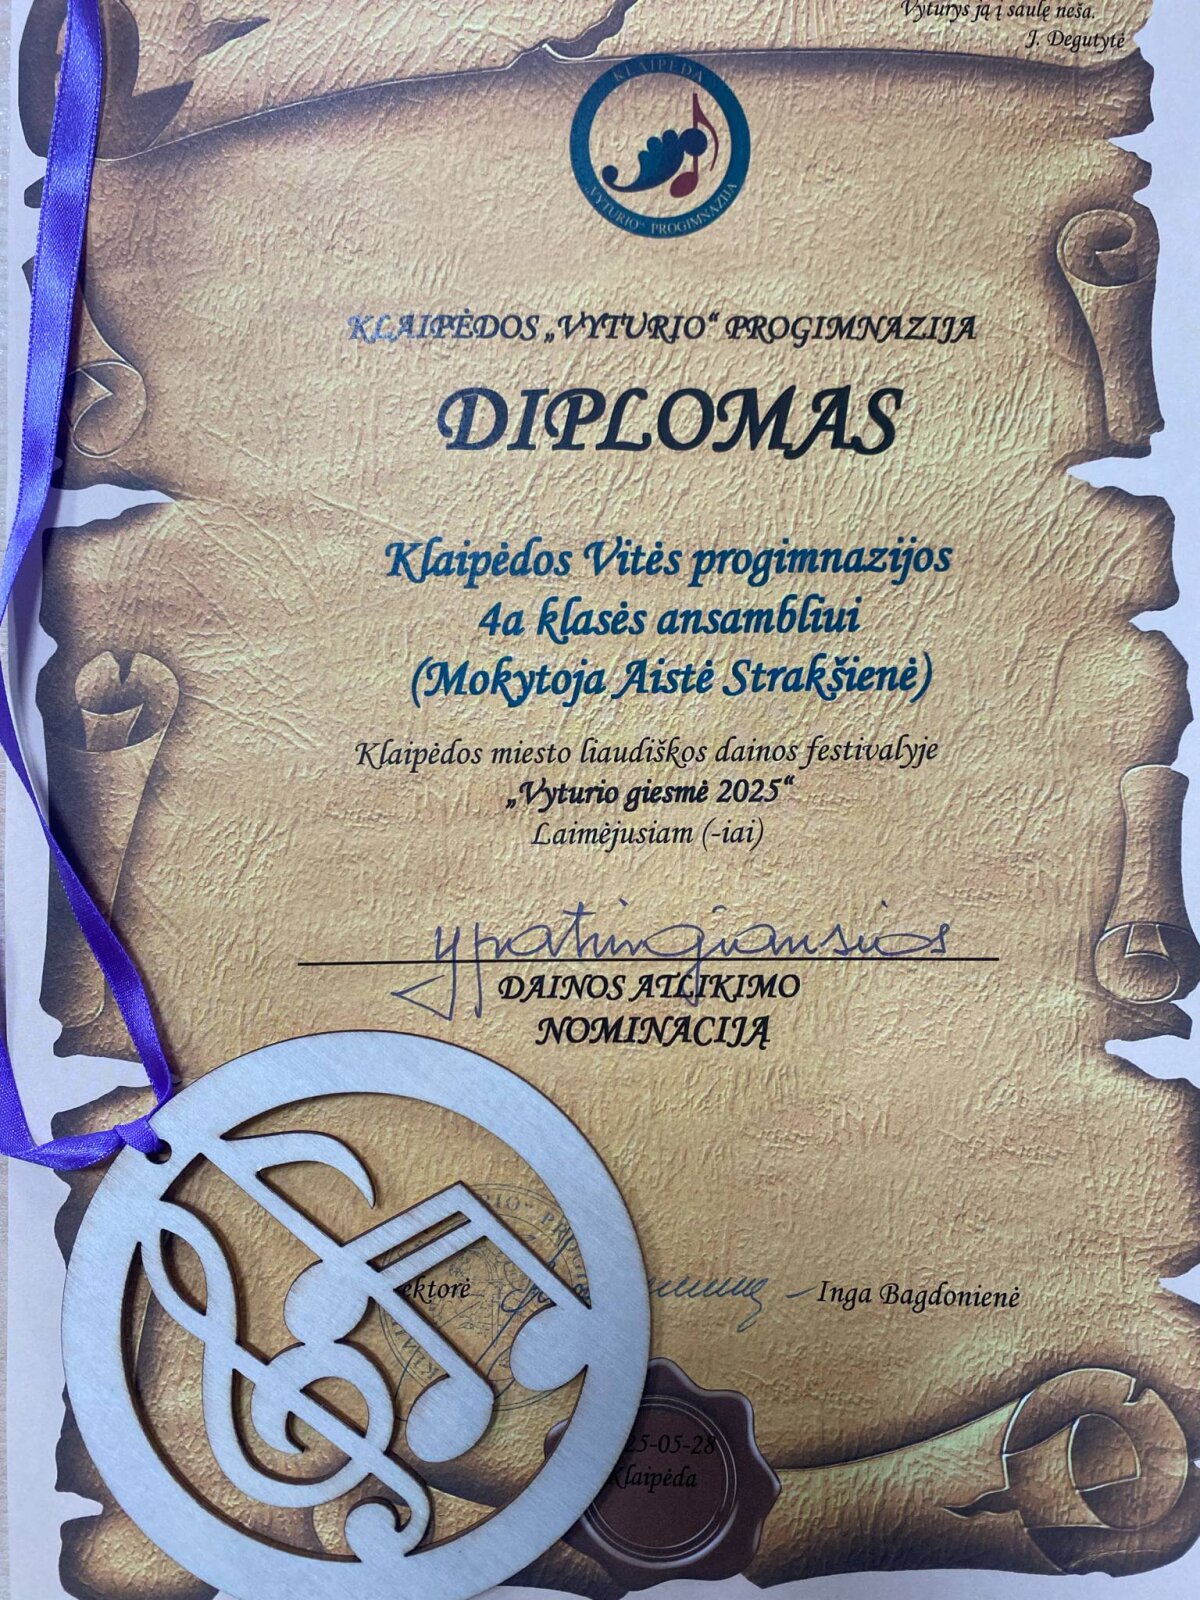 Vyturys ją į saulę neša.
J. Degutytė
KLAIPĖDA
„VYTURIO“ PROGIMNAZIJA
KLAIPĖDOS „VYTURIO“ PROGIMNAZIJA
DIPLOMAS
Klaipėdos Vitės progimnazijos
4a klasės ansambliui
(Mokytoja Aistė Strakšienė)
Klaipėdos miesto liaudiškos dainos festivalyje
„Vyturio giesmė 2025“
Laimėjusiam (-iai)
Ypatingiausios
DAINOS ATLIKIMO
NOMINACIJĄ
ektorė Inga Bagdonienė
25-05-28
Klaipėda